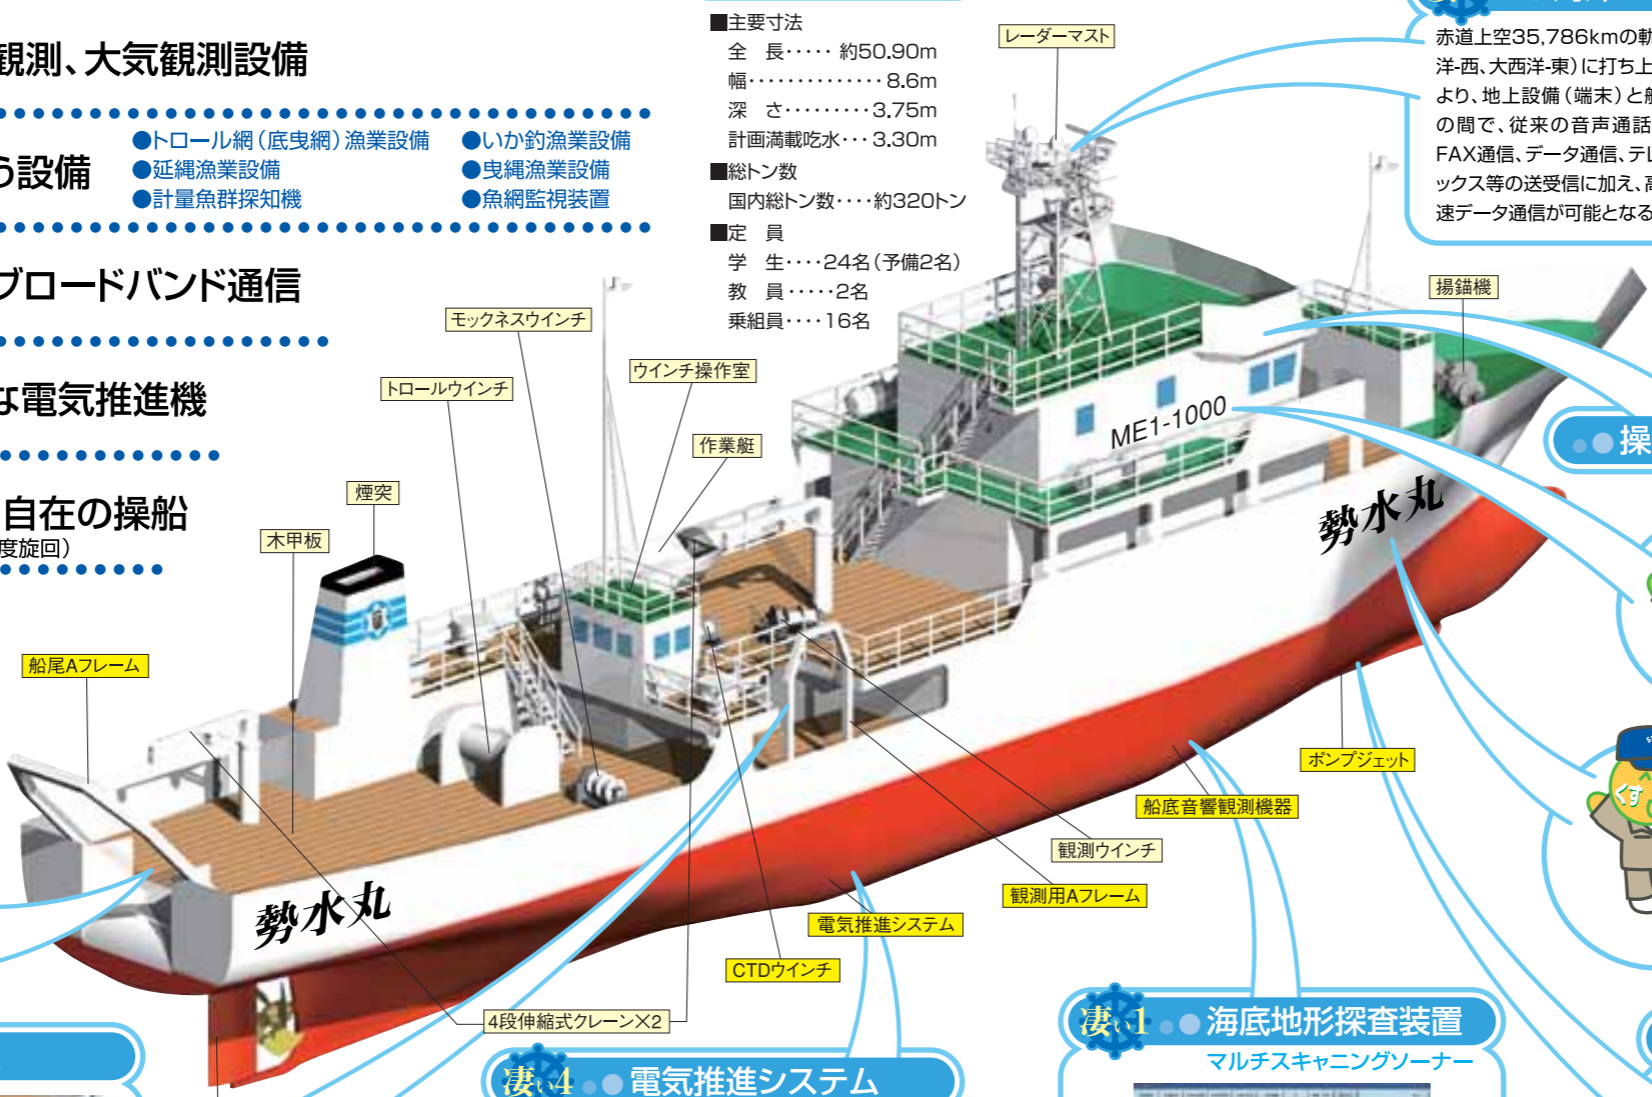 観測、大気観測設備
う設備
●トロール網(底曳網)漁業設備
●延縄漁業設備
●計量魚群探知機
●いか釣漁業設備
●曳縄漁業設備
●魚網監視装置
ブロードバンド通信
な電気推進機
自在の操船
度旋回)
■主要寸法
全 長‥‥‥約50.90m
幅‥‥‥‥‥‥‥8.6m
深 さ‥‥‥‥‥3.75m
計画満載吃水‥‥3.30m
■総トン数
国内総トン数‥‥約320トン
■定 員
学 生‥‥24名(予備2名)
教 員‥‥‥2名
乗組員‥‥16名
赤道上空35,786kmの軌
洋-西、大西洋-東)に打ち上
より、地上設備(端末)と船
の間で、従来の音声通話
FAX通信、データ通信、テレ
ックス等の送受信に加え、高
速データ通信が可能となる
レーダーマスト
揚錨機
モックネスウインチ
ウインチ操作室
トロールウインチ
作業艇
煙突
木甲板
船尾Aフレーム
ME1-1000
勢水丸
勢水丸
操
ポンプジェット
船底音響観測機器
観測ウインチ
観測用Aフレーム
電気推進システム
CTDウインチ
4段伸縮式クレーン×2
くす
凄い4 電気推進システム
凄い1 海底地形探査装置
マルチスキャニングソーナー